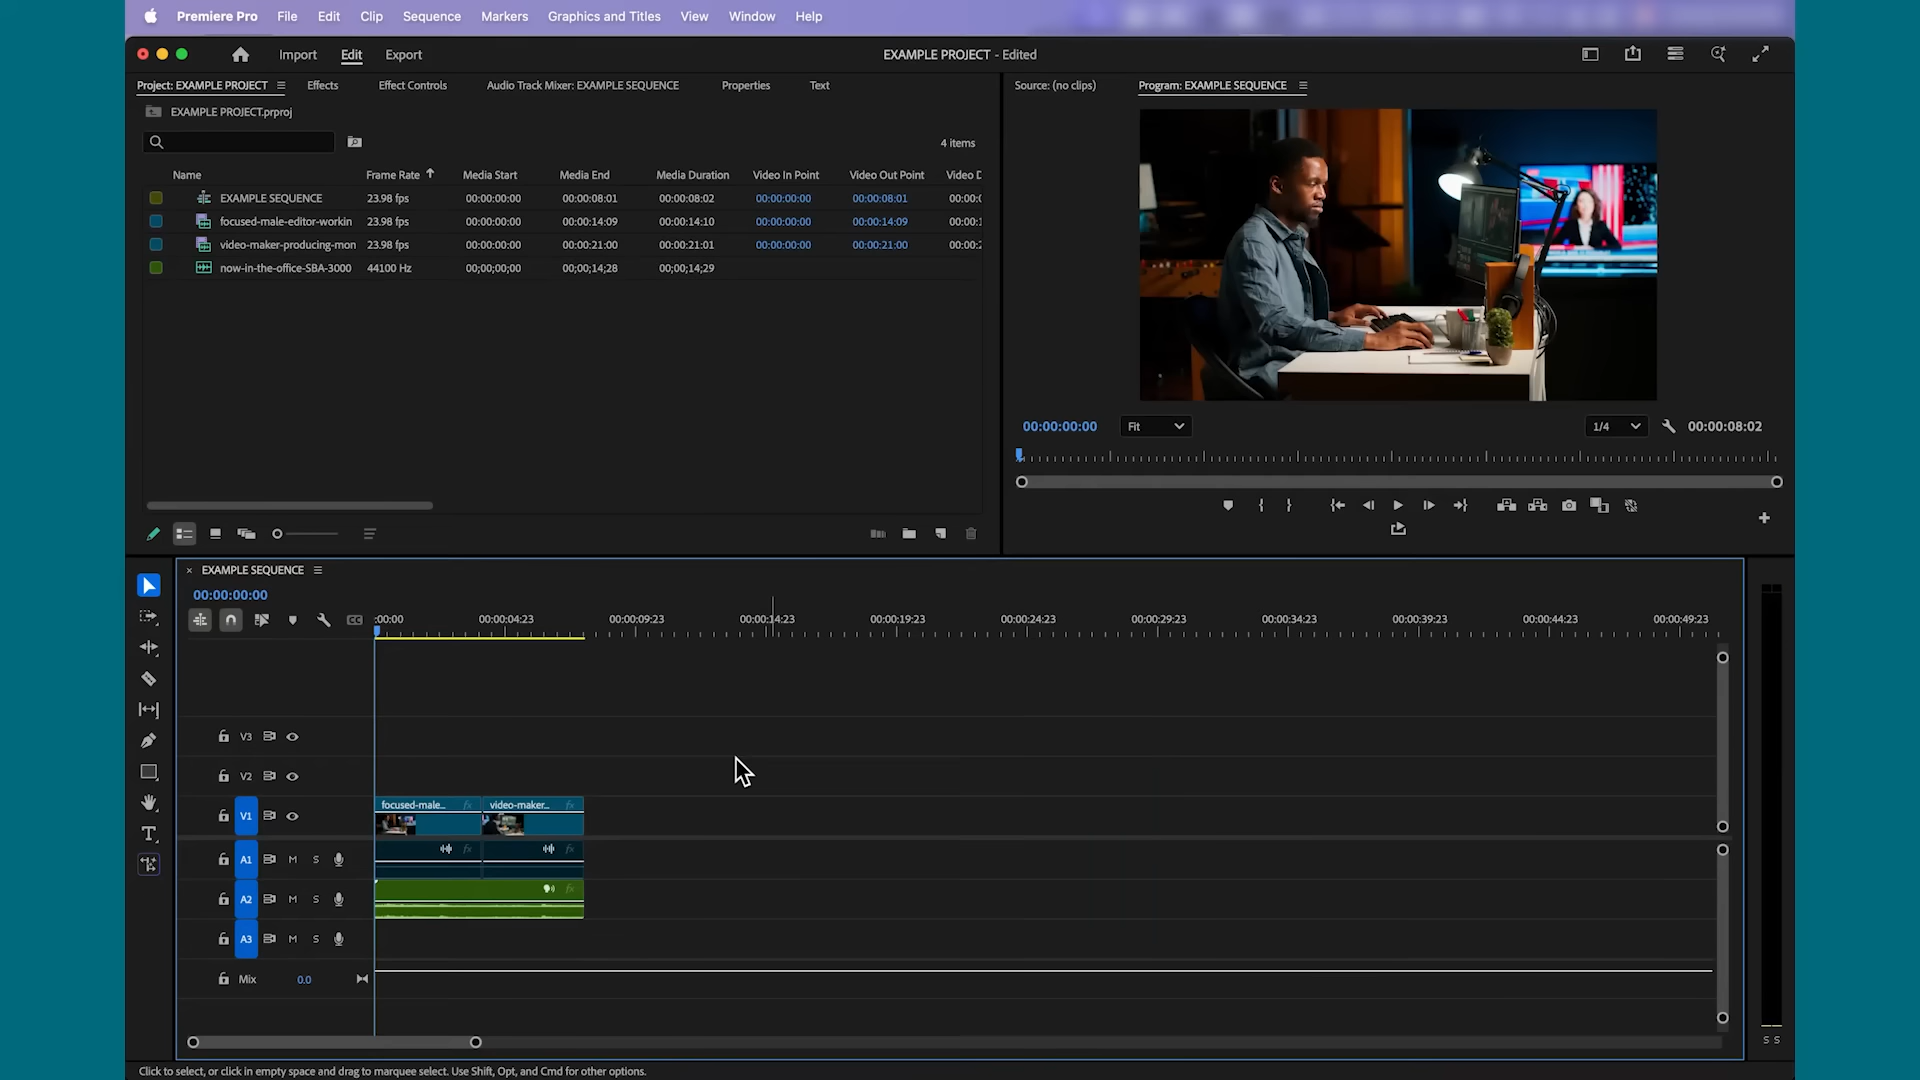 Premiere Pro File Edit Clip Sequence Markers Graphics and Titles View Window Help
Import Edit Export EXAMPLE PROJECT - Edited
Project: EXAMPLE PROJECT Effects Effect Controls Audio Track Mixer: EXAMPLE SEQUENCE Properties Text Source: (no clips) Program: EXAMPLE SEQUENCE
EXAMPLE PROJECT.prproj
4 items
Name Frame Rate Media Start Media End Media Duration Video In Point Video Out Point Video D
EXAMPLE SEQUENCE 23.98 fps 00:00:00:00 00:00:08:01 00:00:08:02 00:00:00:00 00:00:08:01 00:00:0
focused-male-editor-workin 23.98 fps 00:00:00:00 00:00:14:09 00:00:14:10 00:00:00:00 00:00:14:09 00:00:1
video-maker-producing-mon 23.98 fps 00:00:00:00 00:00:21:00 00:00:21:01 00:00:00:00 00:00:21:00 00:00:2
now-in-the-office-SBA-3000 44100 Hz 00;00;00;00 00;00;14;28 00;00;14;29
00:00:00:00 Fit 1/4 00:00:08:02
EXAMPLE SEQUENCE
00:00:00:00
CC :00:00 00:00:04:23 00:00:09:23 00:00:14:23 00:00:19:23 00:00:24:23 00:00:29:23 00:00:34:23 00:00:39:23 00:00:44:23 00:00:49:23
V3
V2
focused-male... fx video-maker... fx
V1
A1 M S fx fx
A2 M S fx
A3 M S
Mix 0.0
S S
Click to select, or click in empty space and drag to marquee select. Use Shift, Opt, and Cmd for other options.